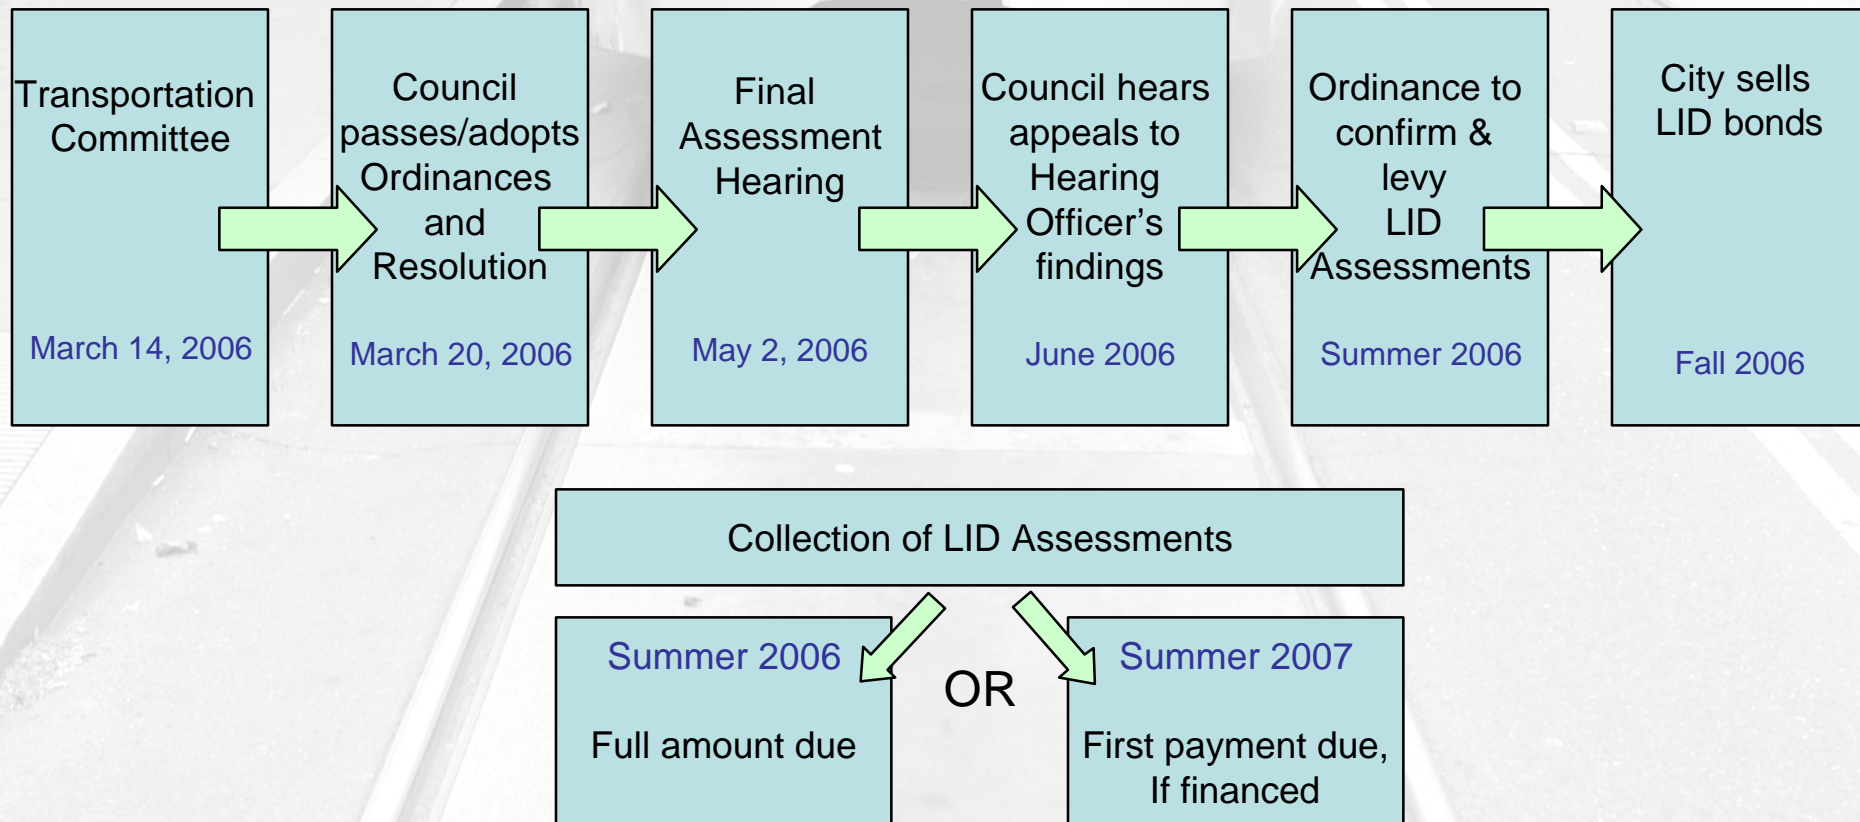 Transportation
Committee
March 14, 2006
Council
passes/adopts
Ordinances
and
Resolution
March 20, 2006
Final
Assessment
Hearing
May 2, 2006
Council hears
appeals to
Hearing
Officer’s
findings
June 2006
Ordinance to
confirm &
levy
LID
Assessments
Summer 2006
City sells
LID bonds
Fall 2006
Collection of LID Assessments
Summer 2006
Full amount due
OR
Summer 2007
First payment due,
If financed